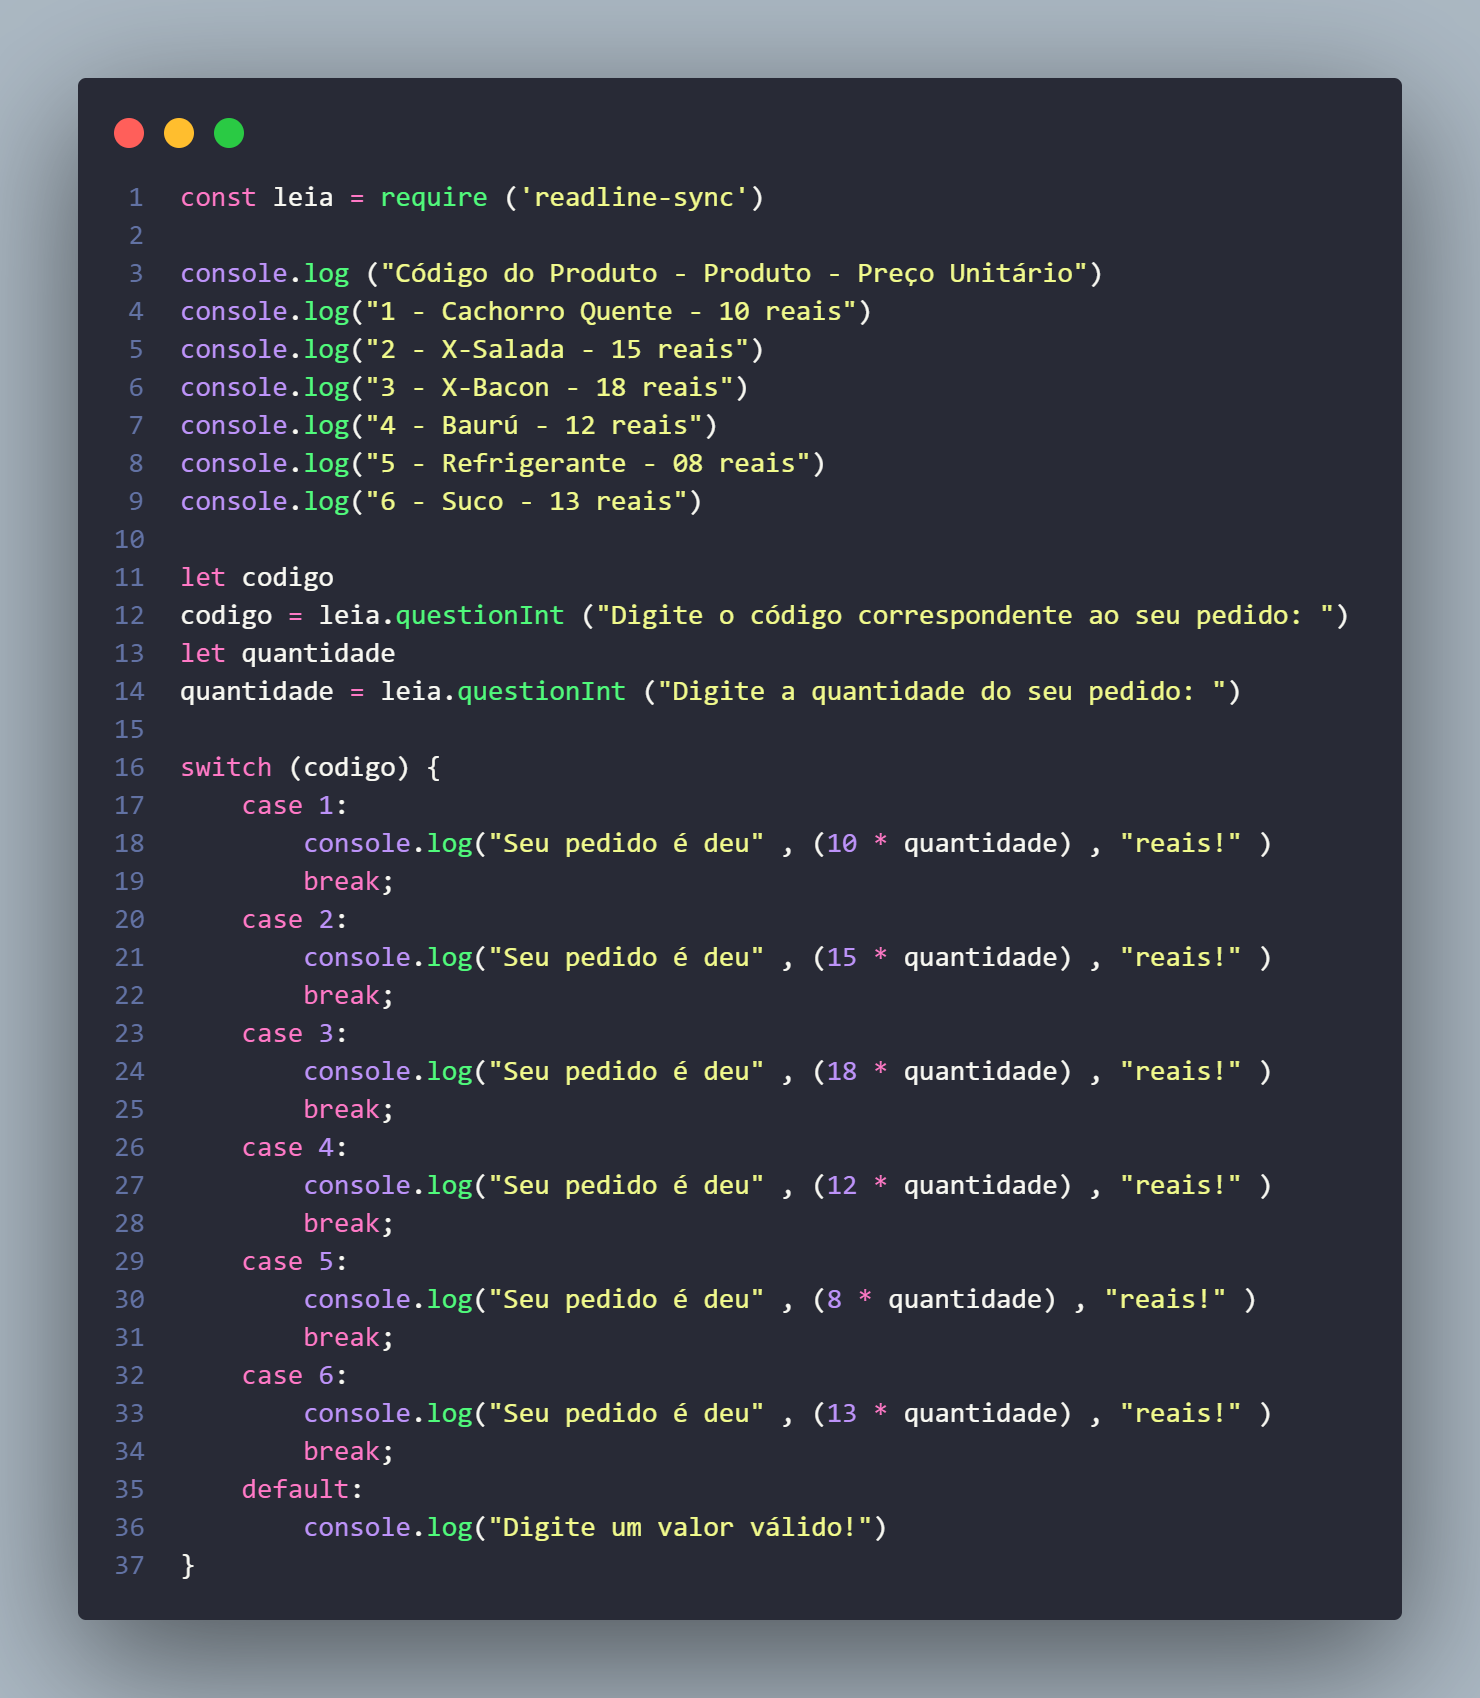 1 const leia = require ('readline-sync')
2
3 console.log ("Código do Produto - Produto - Preço Unitário")
4 console.log("1 - Cachorro Quente - 10 reais")
5 console.log("2 - X-Salada - 15 reais")
6 console.log("3 - X-Bacon - 18 reais")
7 console.log("4 - Baurú - 12 reais")
8 console.log("5 - Refrigerante - 08 reais")
9 console.log("6 - Suco - 13 reais")
10
11 let codigo
12 codigo = leia.questionInt ("Digite o código correspondente ao seu pedido: ")
13 let quantidade
14 quantidade = leia.questionInt ("Digite a quantidade do seu pedido: ")
15
16 switch (codigo) {
17     case 1:
18         console.log("Seu pedido é deu" , (10 * quantidade) , "reais!" )
19         break;
20     case 2:
21         console.log("Seu pedido é deu" , (15 * quantidade) , "reais!" )
22         break;
23     case 3:
24         console.log("Seu pedido é deu" , (18 * quantidade) , "reais!" )
25         break;
26     case 4:
27         console.log("Seu pedido é deu" , (12 * quantidade) , "reais!" )
28         break;
29     case 5:
30         console.log("Seu pedido é deu" , (8 * quantidade) , "reais!" )
31         break;
32     case 6:
33         console.log("Seu pedido é deu" , (13 * quantidade) , "reais!" )
34         break;
35     default:
36         console.log("Digite um valor válido!")
37 }